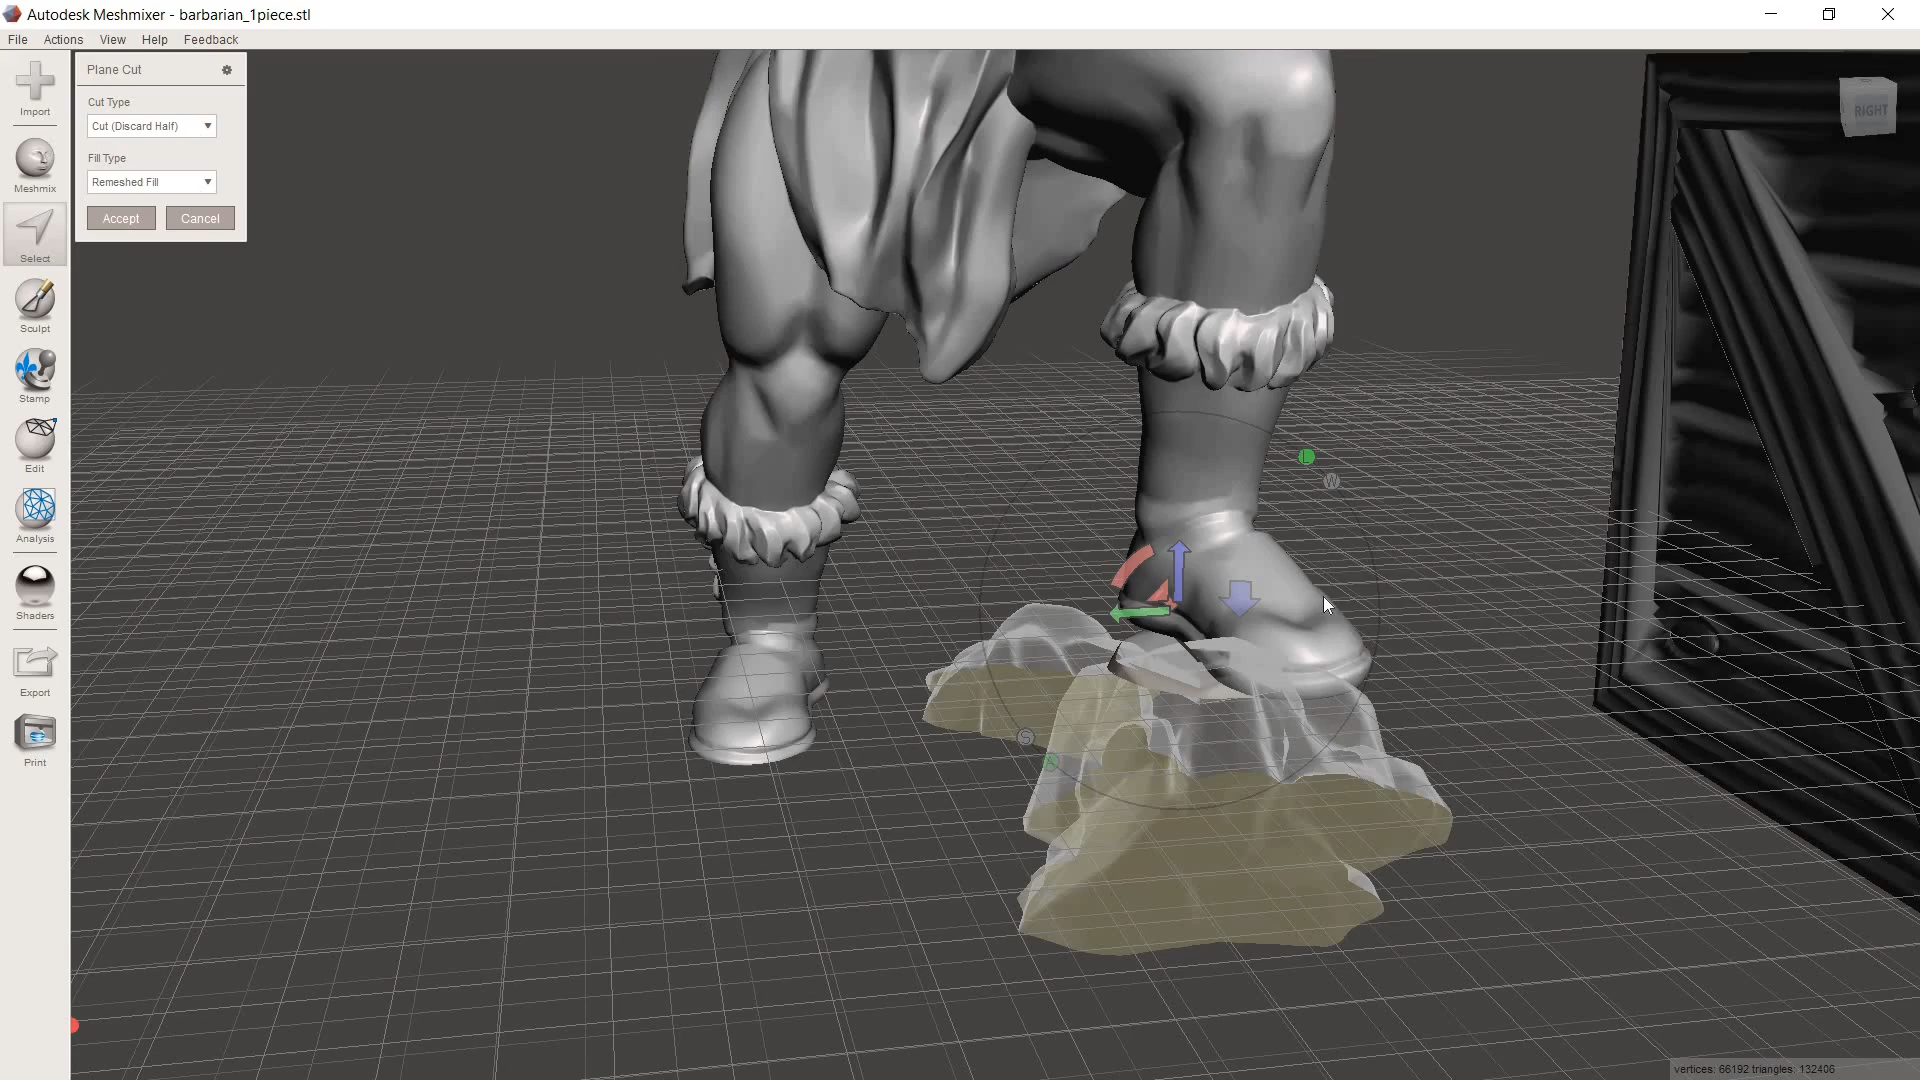 Autodesk Meshmixer - barbarian_1piece.stl
File Actions View Help Feedback
Import
Meshmix
Select
Sculpt
Stamp
Edit
Analysis
Shaders
Export
Print
Plane Cut
Cut Type
Cut (Discard Half)
Fill Type
Remeshed Fill
Accept Cancel
RIGHT
L
W
S
A
vertices: 66192 triangles: 132406